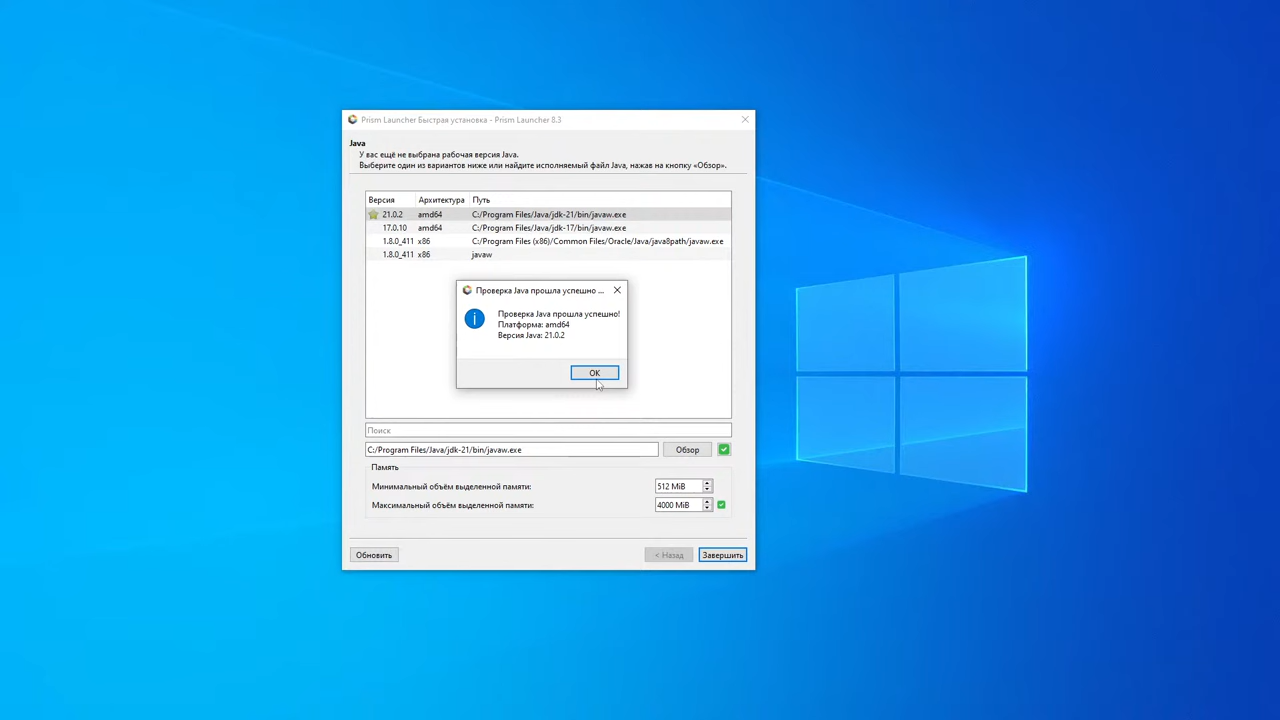 Prism Launcher Быстрая установка - Prism Launcher 8.3
Java
У вас ещё не выбрана рабочая версия Java.
Выберите один из вариантов ниже или найдите исполняемый файл Java, нажав на кнопку «Обзор».
Версия Архитектура Путь
21.0.2 amd64 C:/Program Files/Java/jdk-21/bin/javaw.exe
17.0.10 amd64 C:/Program Files/Java/jdk-17/bin/javaw.exe
1.8.0_411 x86 C:/Program Files (x86)/Common Files/Oracle/Java/java8path/javaw.exe
1.8.0_411 x86 javaw
Проверка Java прошла успешно ...
Проверка Java прошла успешно!
Платформа: amd64
Версия Java: 21.0.2
OK
Поиск
C:/Program Files/Java/jdk-21/bin/javaw.exe Обзор
Память
Минимальный объём выделенной памяти: 512 MiB
Максимальный объём выделенной памяти: 4000 MiB
Обновить < Назад Завершить